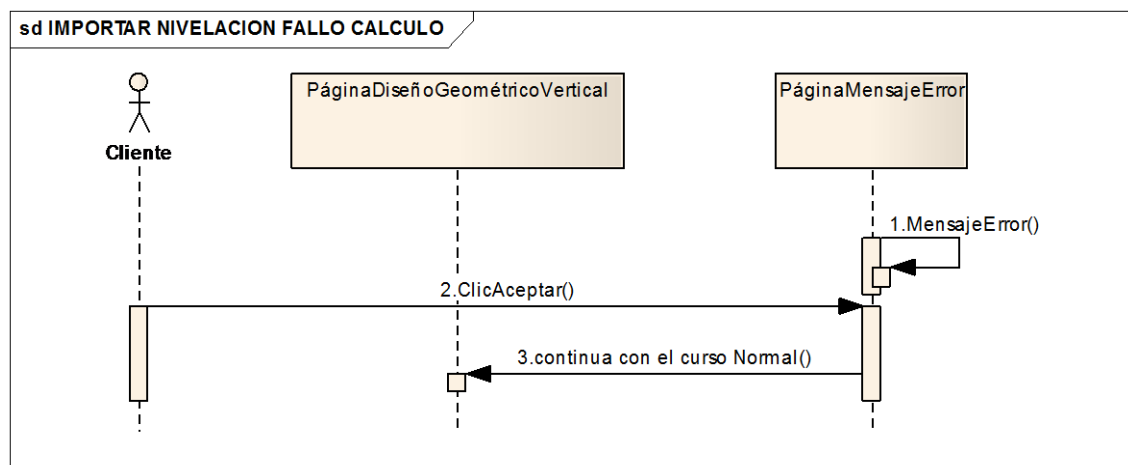 sd IMPORTAR NIVELACION FALLO CALCULO
Cliente
PáginaDiseñoGeométricoVertical
PáginaMensajeError
1.MensajeError()
2.ClicAceptar()
3.continua con el curso Normal()